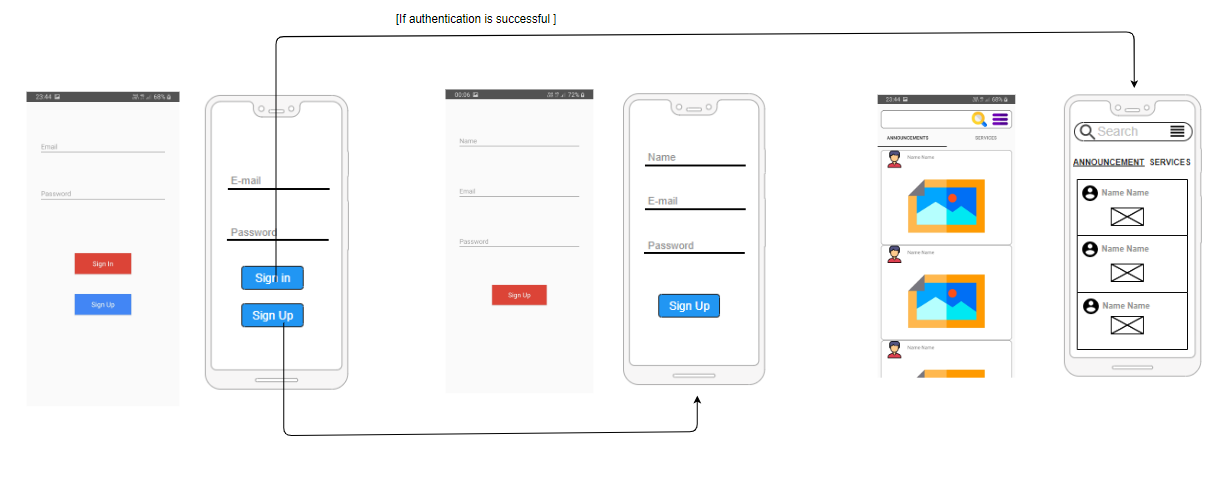 [If authentication is successful ]
23:44
68%
Email
Password
Sign In
Sign Up
E-mail
Password
Sign in
Sign Up
00:06
72%
Name
Email
Password
Sign Up
Name
E-mail
Password
Sign Up
23:44
68%
ANNOUNCEMENTS SERVICES
Name Name
Name Name
Name Name
Search
ANNOUNCEMENT SERVICES
Name Name
Name Name
Name Name